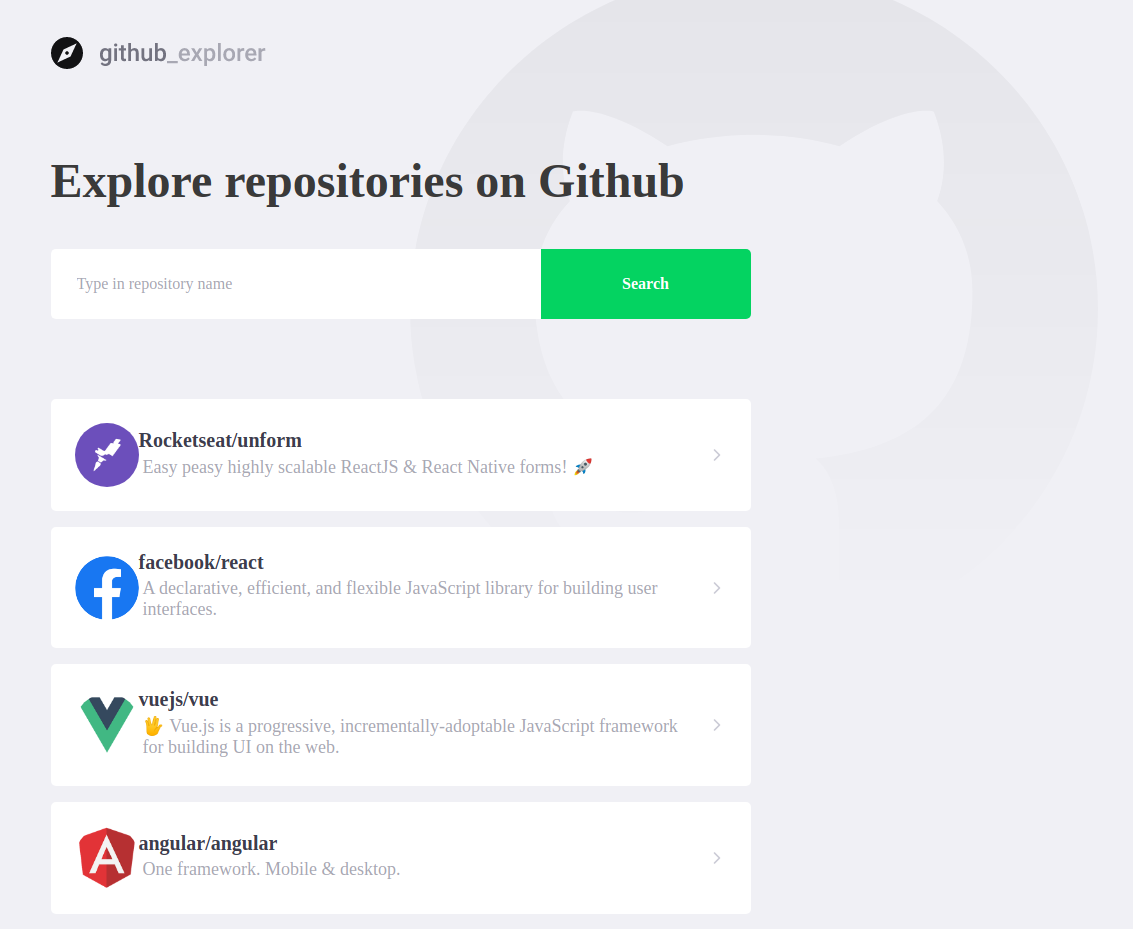 github_explorer
Explore repositories on Github
Type in repository name
Search
Rocketseat/unform
Easy peasy highly scalable ReactJS & React Native forms! 🚀
facebook/react
A declarative, efficient, and flexible JavaScript library for building user
interfaces.
vuejs/vue
🖖 Vue.js is a progressive, incrementally-adoptable JavaScript framework
for building UI on the web.
angular/angular
One framework. Mobile & desktop.